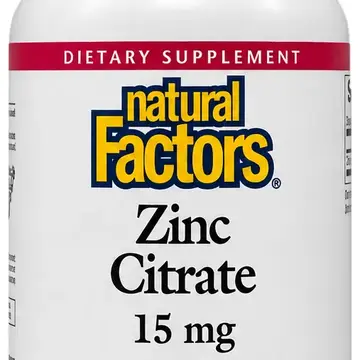 DIETARY SUPPLEMENT
natural
Factors®
Zinc
Citrate
15 mg